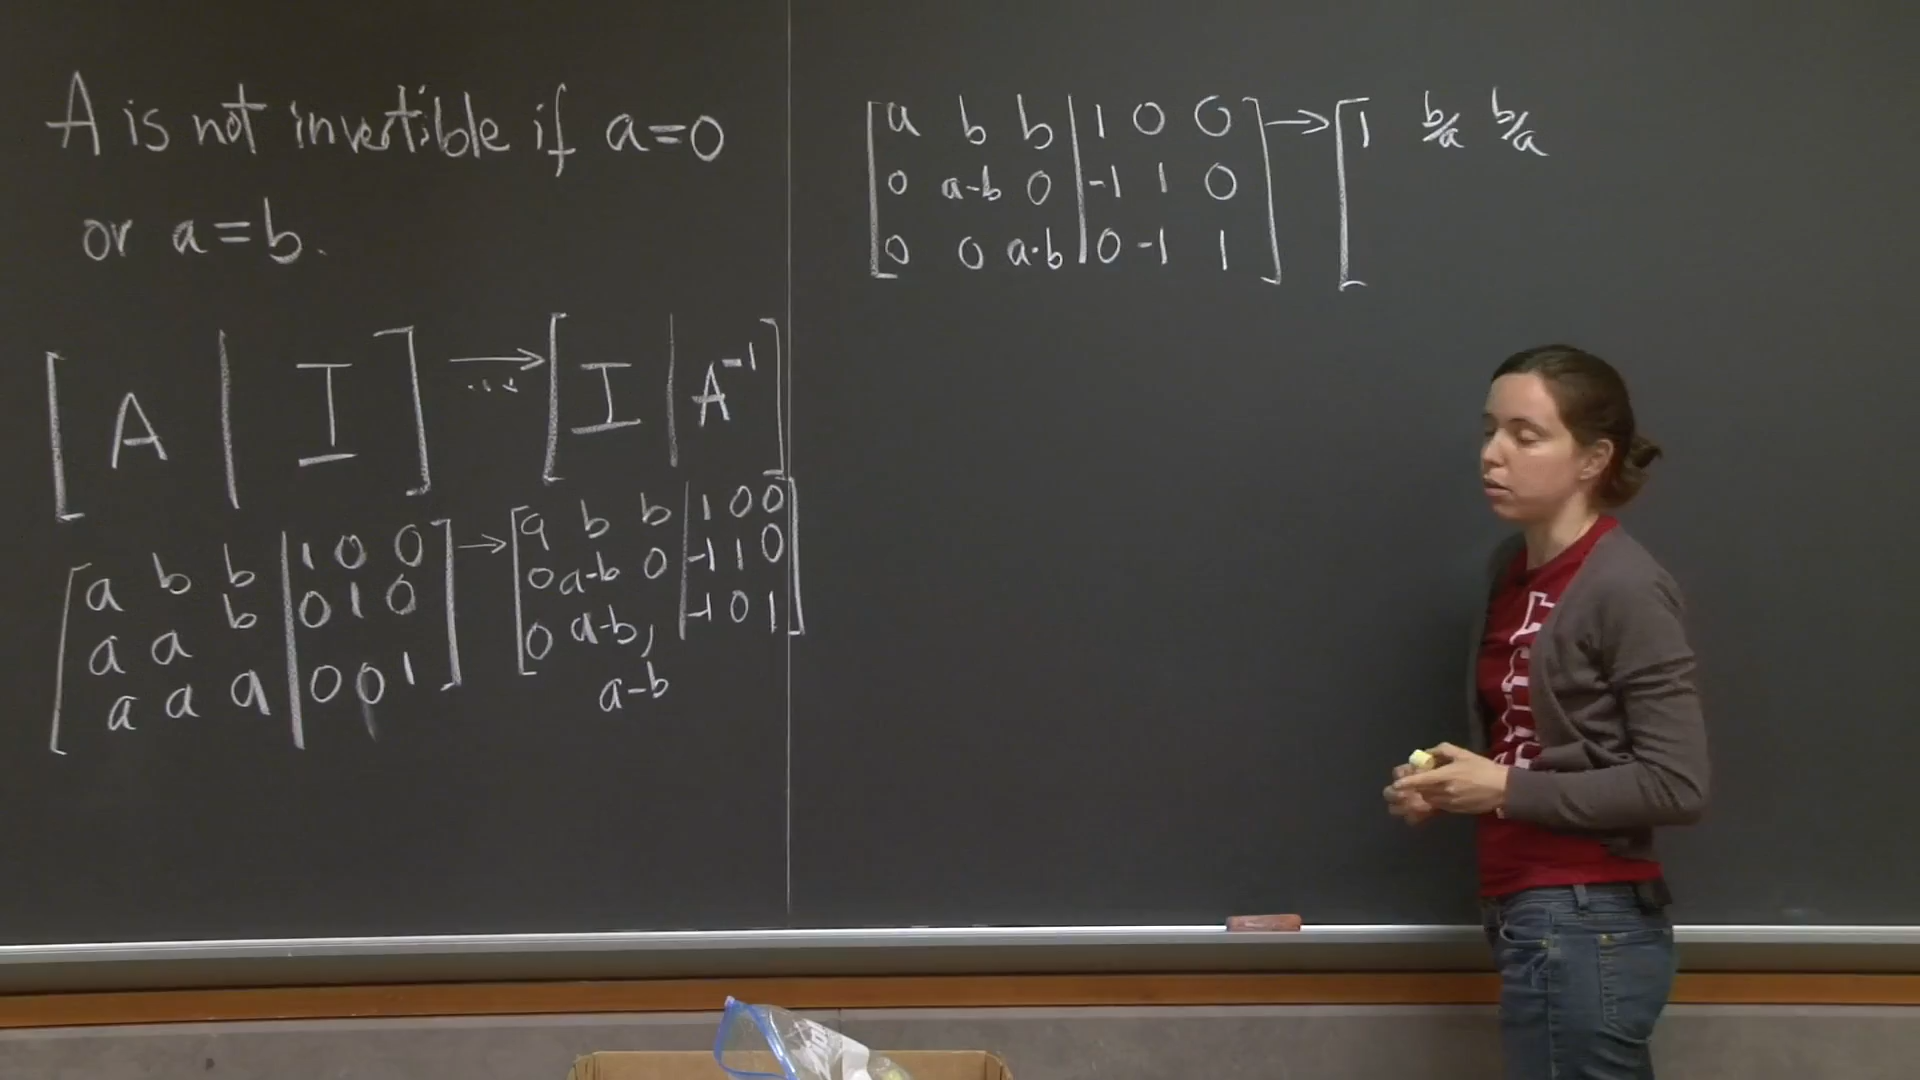 A is not invertible if a=0
or a=b.
[ A | I ] → [ I | A⁻¹ ]
...
[ a b b | 1 0 0
a a b | 0 1 0
a a a | 0 0 1 ]
→
[ a b b | 1 0 0
0 a-b 0 | -1 1 0
0 a-b, | -1 0 1 ]
a-b
[ a b b | 1 0 0 ] → [ 1 b/a b/a
0 a-b 0 | -1 1 0
0 0 a-b | 0 -1 1